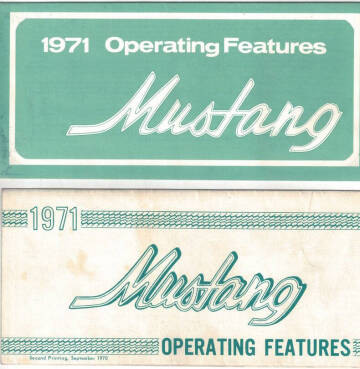 1971 Operating Features
Mustang
1971
Mustang
OPERATING FEATURES
Second Printing, September 1970